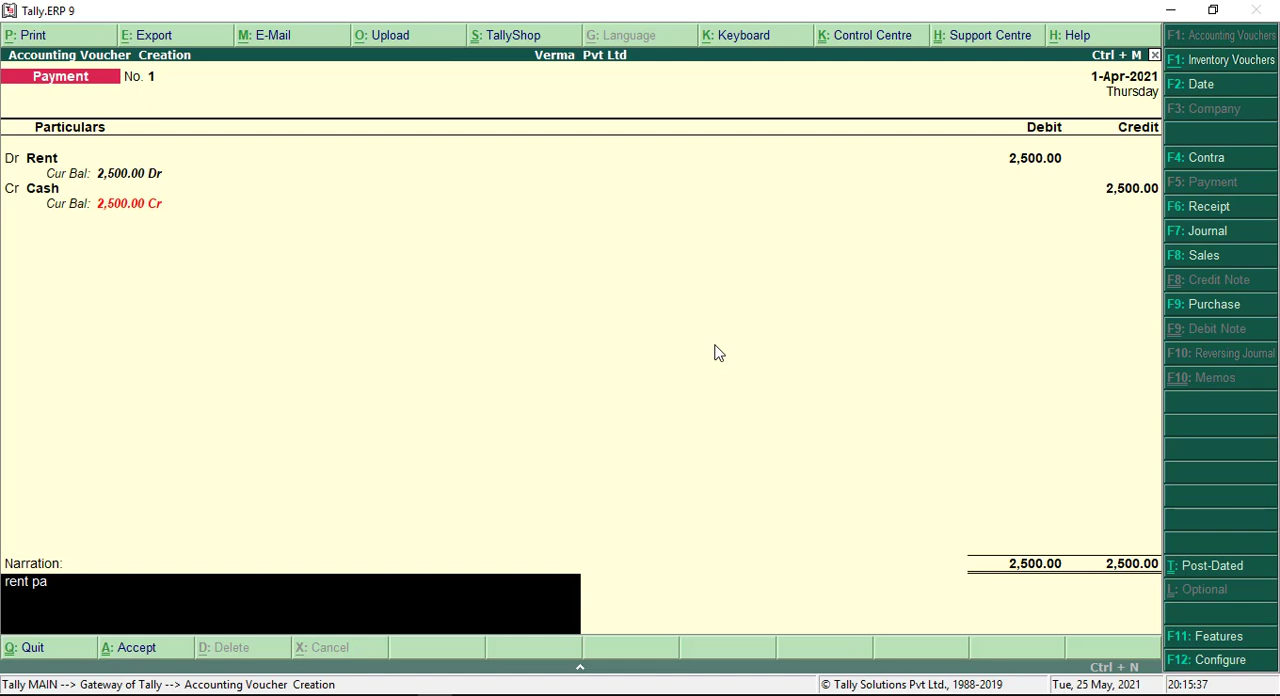 Tally.ERP 9
P: Print E: Export M: E-Mail O: Upload S: TallyShop G: Language K: Keyboard K: Control Centre H: Support Centre H: Help
F1: Accounting Vouchers
Accounting Voucher Creation Verma Pvt Ltd Ctrl + M
F1: Inventory Vouchers
Payment No. 1 1-Apr-2021
F2: Date
Thursday
F3: Company
Particulars Debit Credit
Dr Rent 2,500.00
F4: Contra
Cur Bal: 2,500.00 Dr
F5: Payment
Cr Cash 2,500.00
Cur Bal: 2,500.00 Cr
F6: Receipt
F7: Journal
F8: Sales
F8: Credit Note
F9: Purchase
F9: Debit Note
F10: Reversing Journal
F10: Memos
Narration: 2,500.00 2,500.00
T: Post-Dated
rent pa
L: Optional
F11: Features
Q: Quit A: Accept D: Delete X: Cancel
F12: Configure
Ctrl + N
Tally MAIN --> Gateway of Tally --> Accounting Voucher Creation © Tally Solutions Pvt Ltd., 1988-2019 Tue, 25 May, 2021 20:15:37